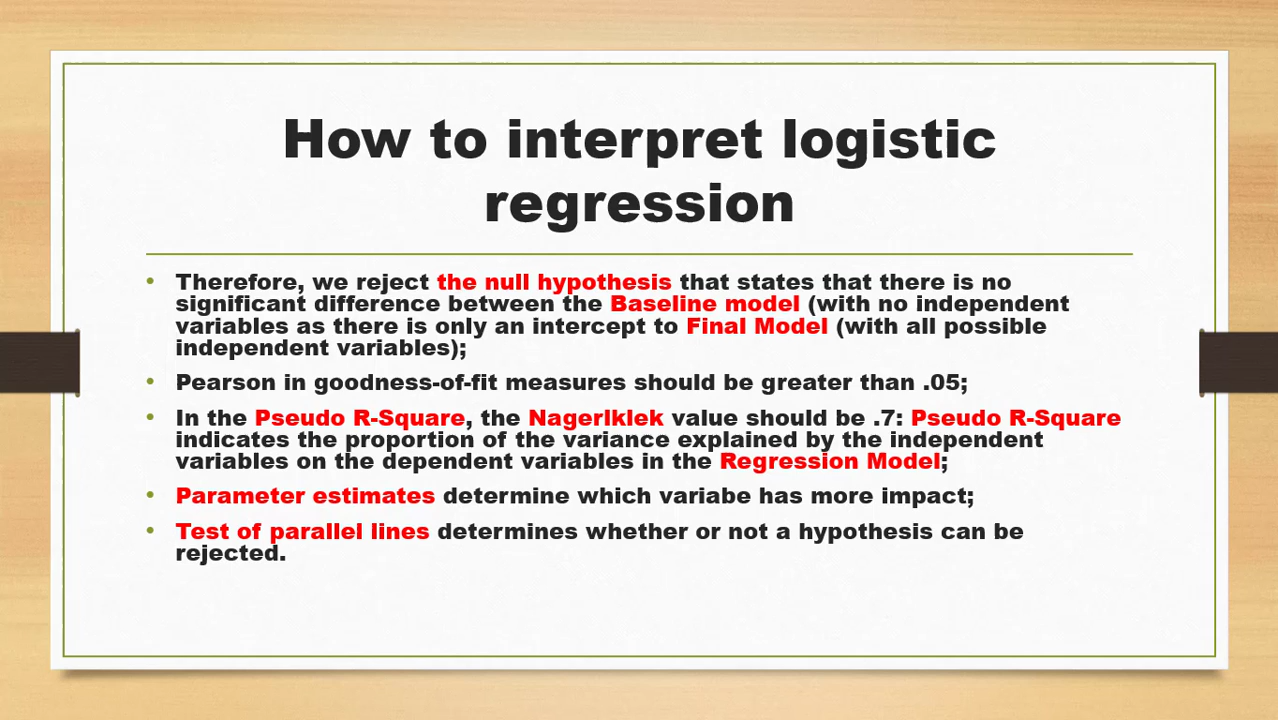 How to interpret logistic
regression
• Therefore, we reject the null hypothesis that states that there is no
significant difference between the Baseline model (with no independent
variables as there is only an intercept to Final Model (with all possible
independent variables);
• Pearson in goodness-of-fit measures should be greater than .05;
• In the Pseudo R-Square, the Nagerlklek value should be .7: Pseudo R-Square
indicates the proportion of the variance explained by the independent
variables on the dependent variables in the Regression Model;
• Parameter estimates determine which variabe has more impact;
• Test of parallel lines determines whether or not a hypothesis can be
rejected.